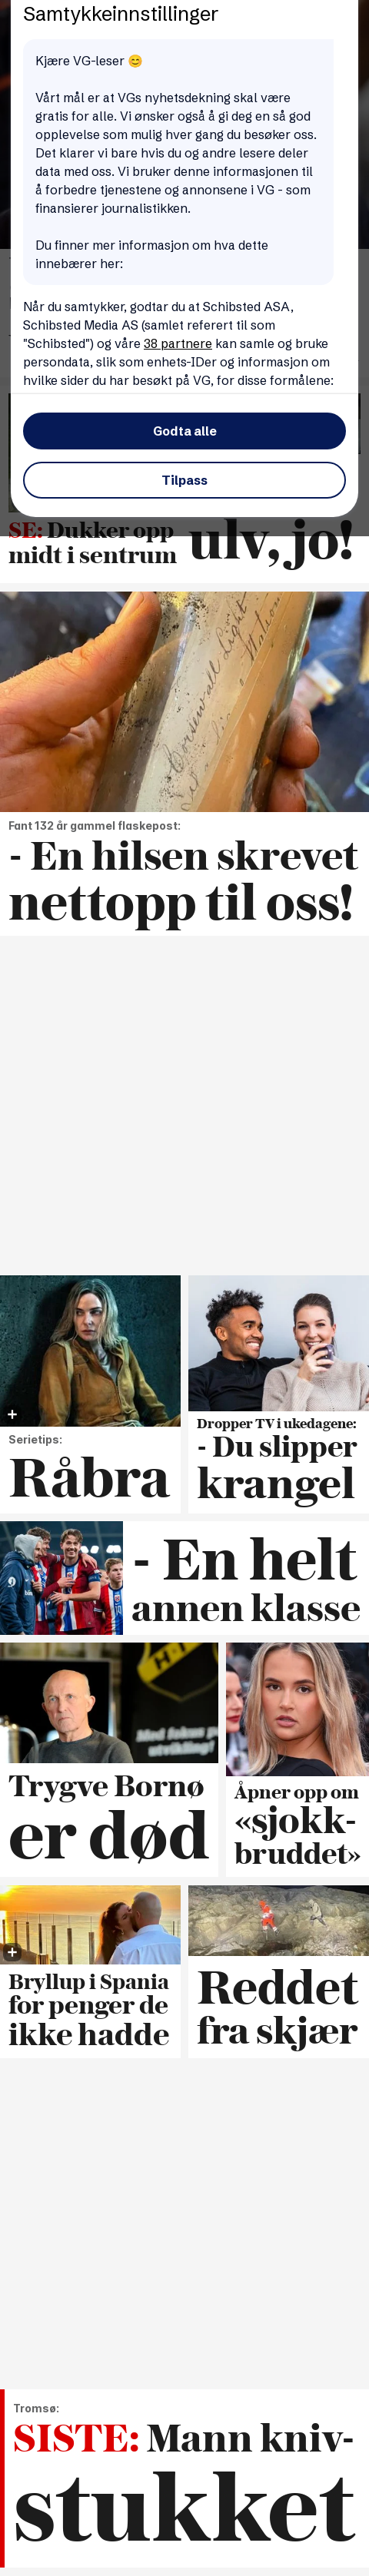 Samtykkeinnstillinger
Kjære VG-leser 😊
Vårt mål er at VGs nyhetsdekning skal være
gratis for alle. Vi ønsker også å gi deg en så god
opplevelse som mulig hver gang du besøker oss.
Det klarer vi bare hvis du og andre lesere deler
data med oss. Vi bruker denne informasjonen til
å forbedre tjenestene og annonsene i VG - som
finansierer journalistikken.
Du finner mer informasjon om hva dette
innebærer her:
Når du samtykker, godtar du at Schibsted ASA,
Schibsted Media AS (samlet referert til som
"Schibsted") og våre 38 partnere kan samle og bruke
persondata, slik som enhets-IDer og informasjon om
hvilke sider du har besøkt på VG, for disse formålene:
Godta alle
Tilpass
SE: Dukker opp
midt i sentrum
ulv, jo!
Fant 132 år gammel flaskepost:
- En hilsen skrevet
nettopp til oss!
Serietips:
Råbra
Dropper TV i ukedagene:
- Du slipper
krangel
- En helt
annen klasse
Trygve Bornø
er død
Åpner opp om
«sjokk-
bruddet»
Bryllup i Spania
for penger de
ikke hadde
Reddet
fra skjær
Tromsø:
SISTE: Mann kniv-
stukket